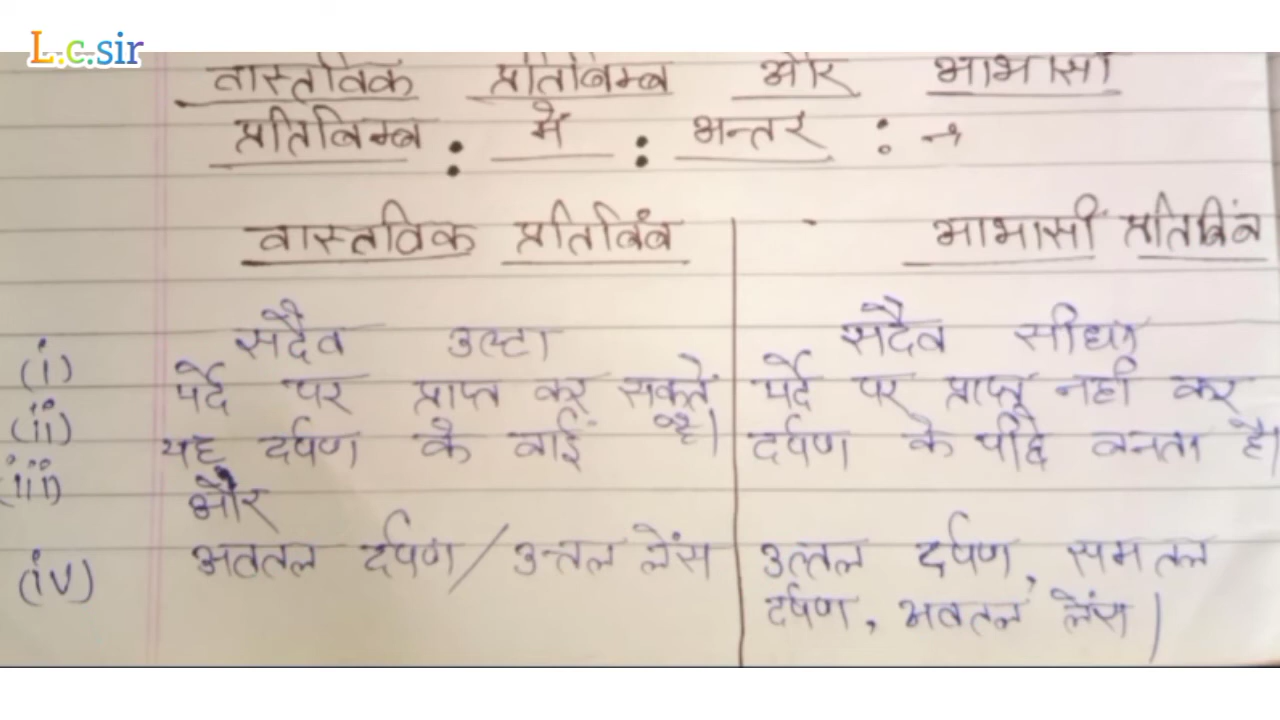 L.c.sir
वास्तविक प्रतिबिम्ब और आभासी
प्रतिबिम्ब : में : अन्तर :→
वास्तविक प्रतिबिंब आभासी प्रतिबिंब
(i) सदैव उल्टा सदैव सीधा
(ii) पर्दे पर प्राप्त कर सकते है। पर्दे पर प्राप्त नही कर
(iii) यह दर्पण के बाईं दर्पण के पीछे बनता है।
और
(iv) अवतल दर्पण / उत्तल लेंस उत्तल दर्पण, समतल
दर्पण, अवतल लेंस।